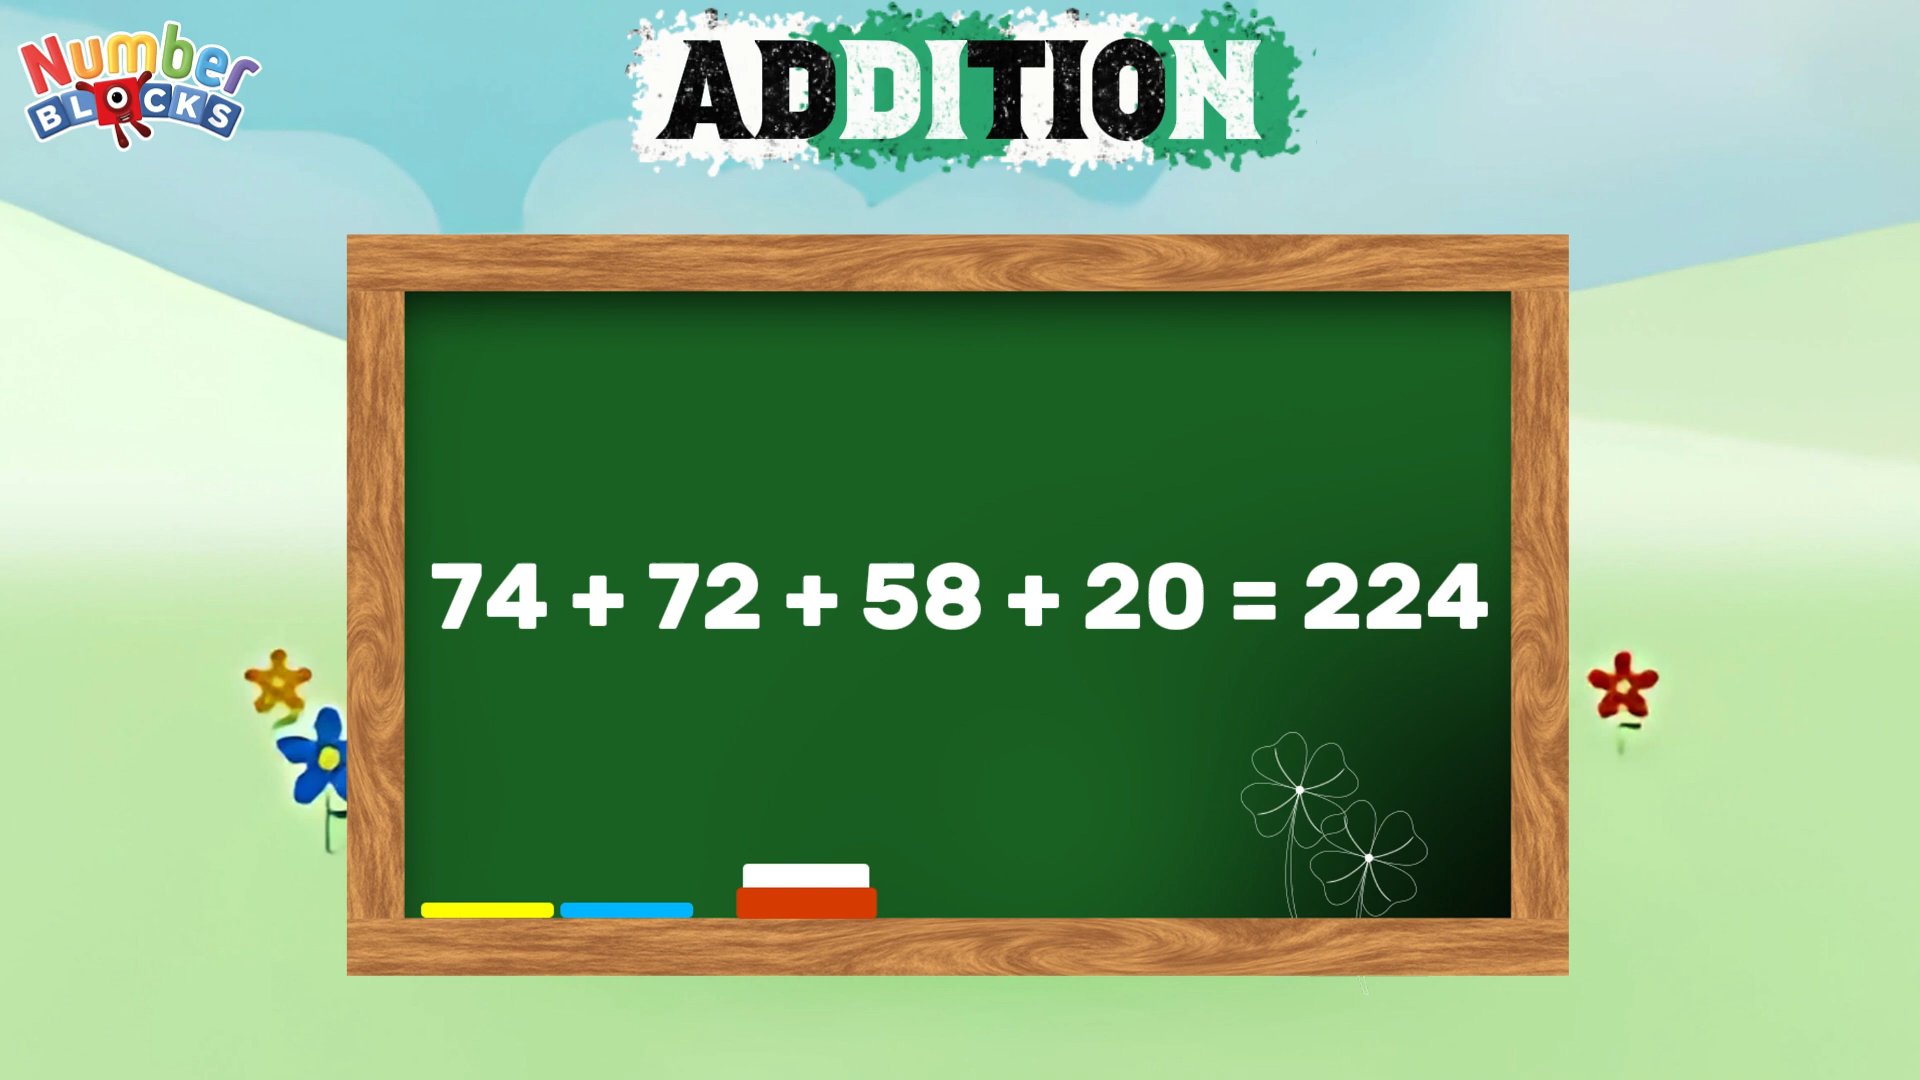 Number
BLOCKS
ADDITION
74 + 72 + 58 + 20 = 224